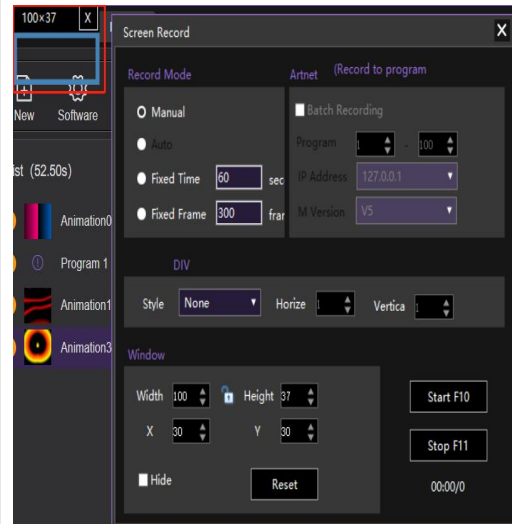 100×37 X
Screen Record X
New Software
ist (52.50s)
Animation0
Program 1
Animation1
Animation3
Record Mode
Manual
Auto
Fixed Time 60 sec
Fixed Frame 300 frar
Artnet (Record to program
Batch Recording
Program 1 - 100
IP Address 127.0.0.1
M Version V5
DIV
Style None Horize 1 Vertica 1
Window
Width 100 Height 37
X 30 Y 30
Hide Reset
Start F10
Stop F11
00:00/0